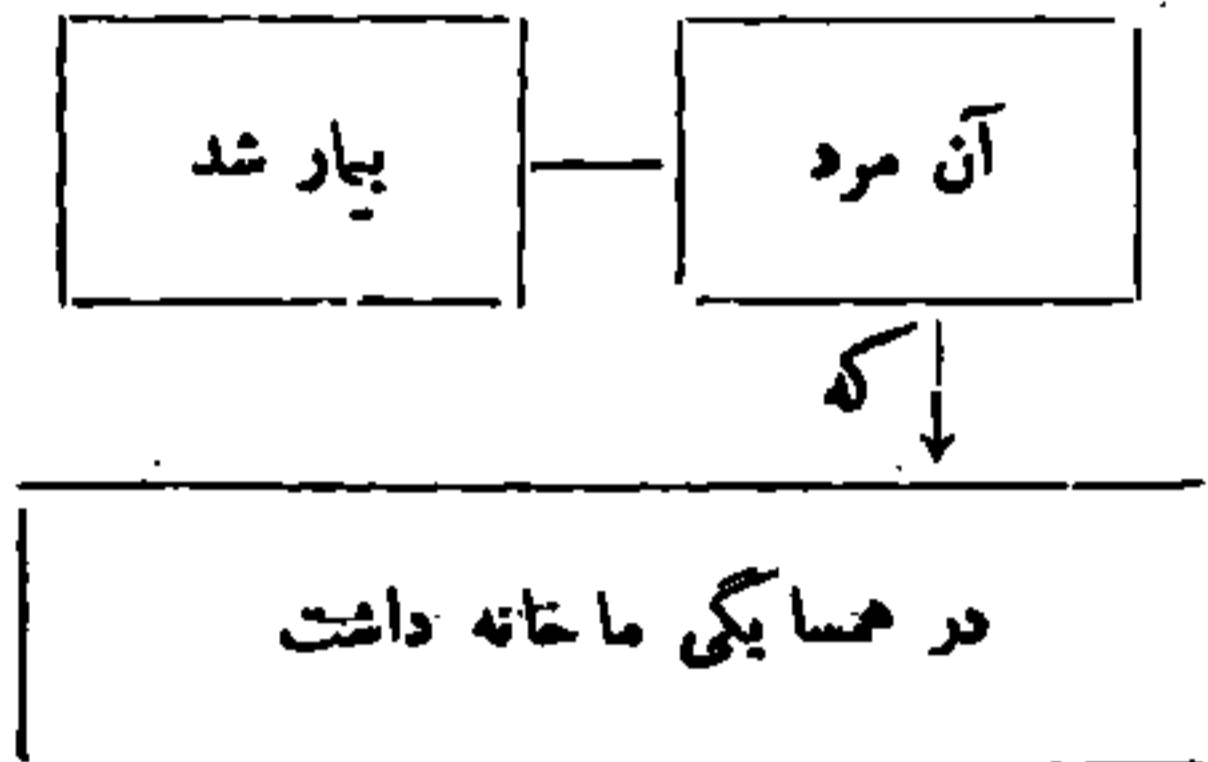 آن مرد
بیمار شد
که
در همسایگی ما خانه داشت